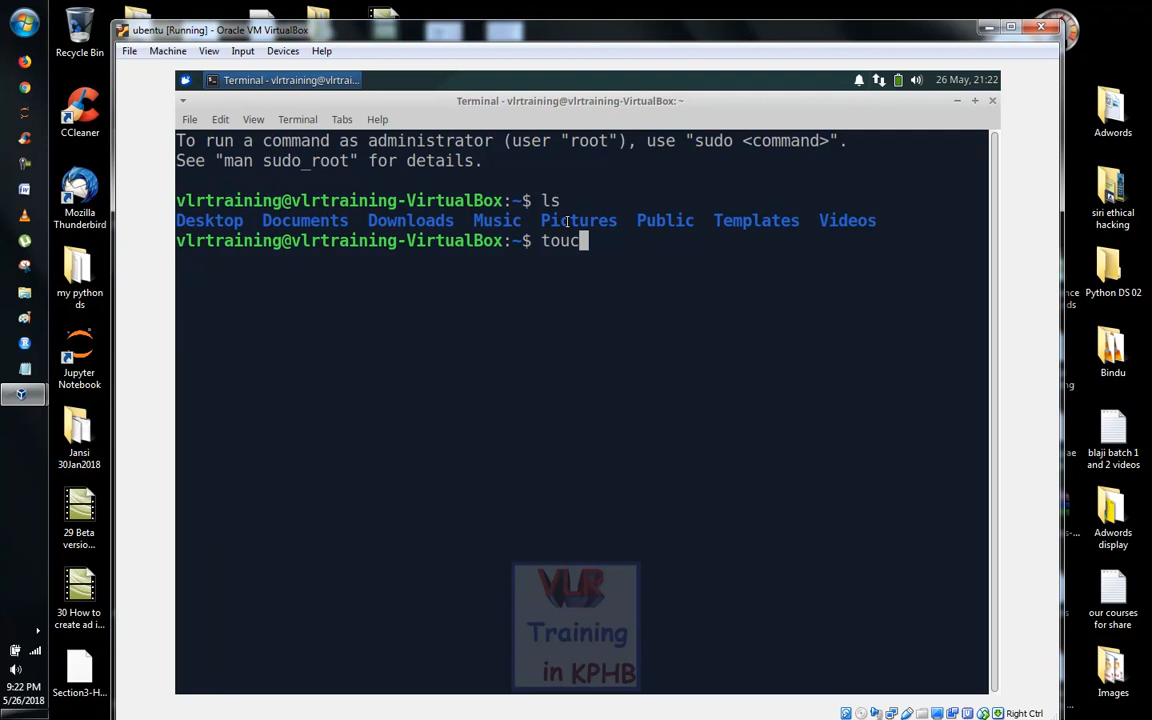 ubentu [Running] - Oracle VM VirtualBox
File Machine View Input Devices Help
Terminal - vlrtraining@vlrtrai...
26 May, 21:22
Terminal - vlrtraining@vlrtraining-VirtualBox: ~
File Edit View Terminal Tabs Help
To run a command as administrator (user "root"), use "sudo <command>".
See "man sudo_root" for details.
vlrtraining@vlrtraining-VirtualBox:~$ ls
Desktop Documents Downloads Music Pictures Public Templates Videos
vlrtraining@vlrtraining-VirtualBox:~$ touc
VLR
Training
in KPHB
Right Ctrl
Recycle Bin
CCleaner
Mozilla
Thunderbird
my python
ds
Jupyter
Notebook
Jansi
30Jan2018
29 Beta
versio...
30 How to
create ad i...
Section3-H...
9:22 PM
5/26/2018
Adwords
siri ethical
hacking
Python DS 02
Bindu
blaji batch 1
and 2 videos
Adwords
display
our courses
for share
Images